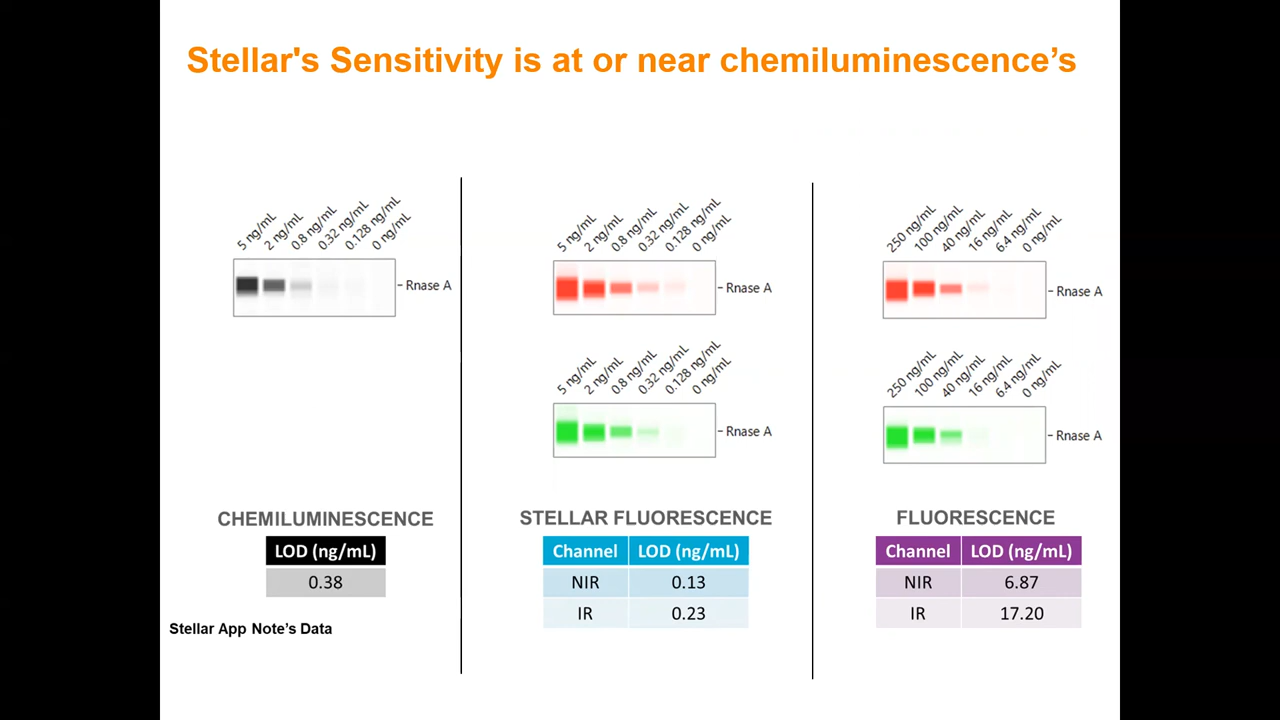 Stellar's Sensitivity is at or near chemiluminescence’s
5 ng/mL
2 ng/mL
0.8 ng/mL
0.32 ng/mL
0.128 ng/mL
0 ng/mL
Rnase A
CHEMILUMINESCENCE
LOD (ng/mL)
0.38
Stellar App Note’s Data
5 ng/mL
2 ng/mL
0.8 ng/mL
0.32 ng/mL
0.128 ng/mL
0 ng/mL
Rnase A
5 ng/mL
2 ng/mL
0.8 ng/mL
0.32 ng/mL
0.128 ng/mL
0 ng/mL
Rnase A
STELLAR FLUORESCENCE
Channel LOD (ng/mL)
NIR 0.13
IR 0.23
250 ng/mL
100 ng/mL
40 ng/mL
16 ng/mL
6.4 ng/mL
0 ng/mL
Rnase A
250 ng/mL
100 ng/mL
40 ng/mL
16 ng/mL
6.4 ng/mL
0 ng/mL
Rnase A
FLUORESCENCE
Channel LOD (ng/mL)
NIR 6.87
IR 17.20